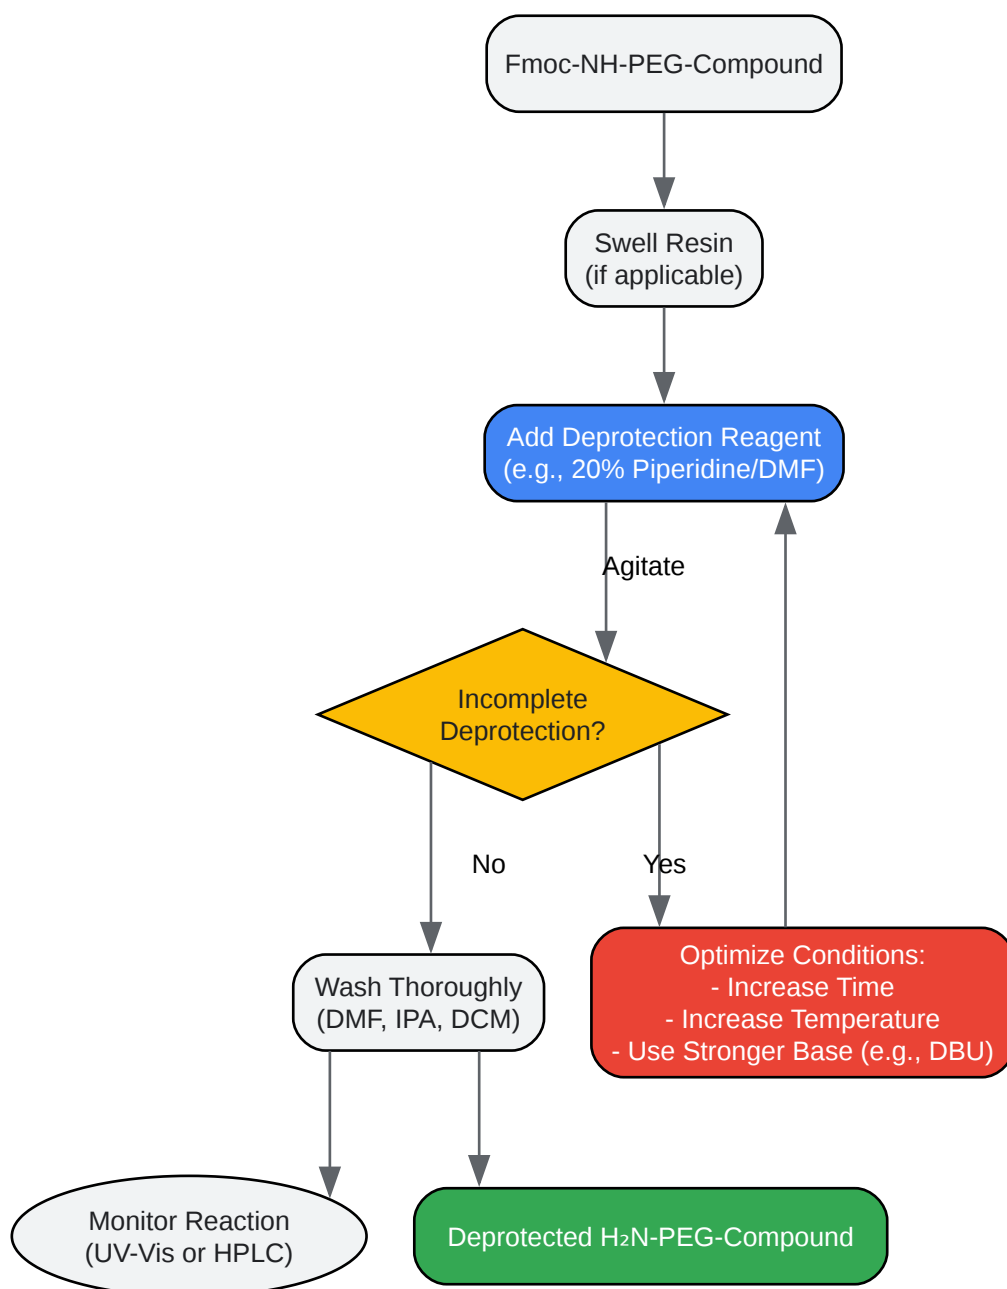 Fmoc-NH-PEG-Compound
Swell Resin
(if applicable)
Add Deprotection Reagent
(e.g., 20% Piperidine/DMF)
Agitate
Incomplete
Deprotection?
No
Yes
Wash Thoroughly
(DMF, IPA, DCM)
Optimize Conditions:
- Increase Time
- Increase Temperature
- Use Stronger Base (e.g., DBU)
Monitor Reaction
(UV-Vis or HPLC)
Deprotected H₂N-PEG-Compound